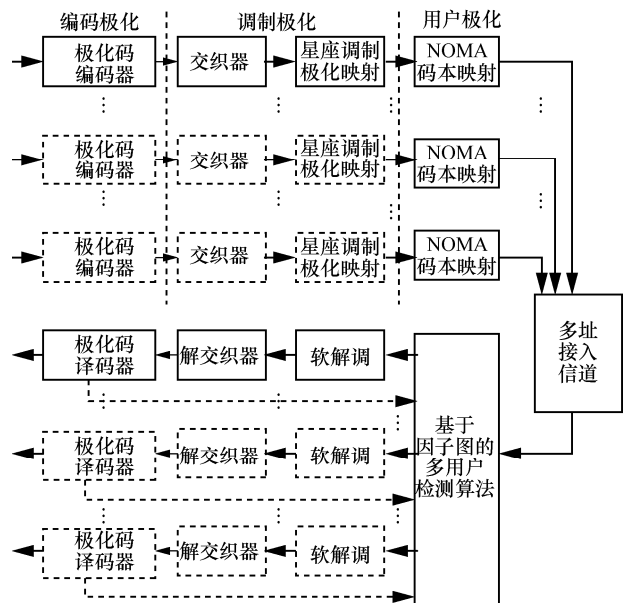 编码极化
调制极化
用户极化
极化码
编码器
交织器
星座调制
极化映射
NOMA
码本映射
极化码
编码器
交织器
星座调制
极化映射
NOMA
码本映射
极化码
编码器
交织器
星座调制
极化映射
NOMA
码本映射
多址
接入
信道
极化码
译码器
解交织器
软解调
基于
因子图的
多用户
检测算法
极化码
译码器
解交织器
软解调
极化码
译码器
解交织器
软解调